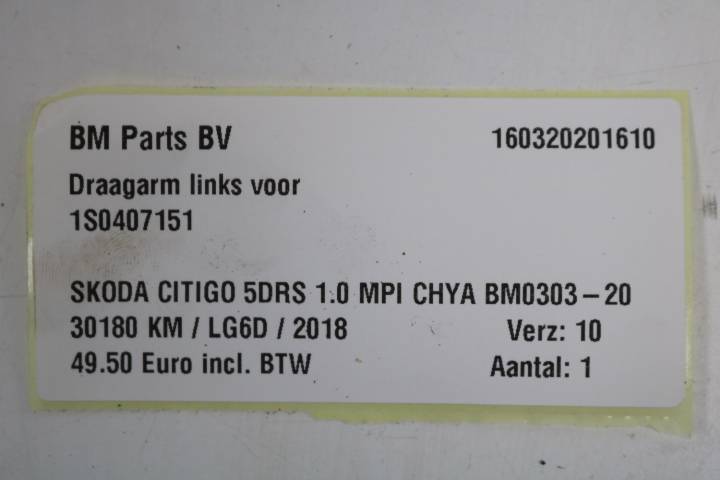 BM Parts BV 160320201610
Draagarm links voor
1S0407151
SKODA CITIGO 5DRS 1.0 MPI CHYA BM0303-20
30180 KM / LG6D / 2018 Verz: 10
49.50 Euro incl. BTW Aantal: 1